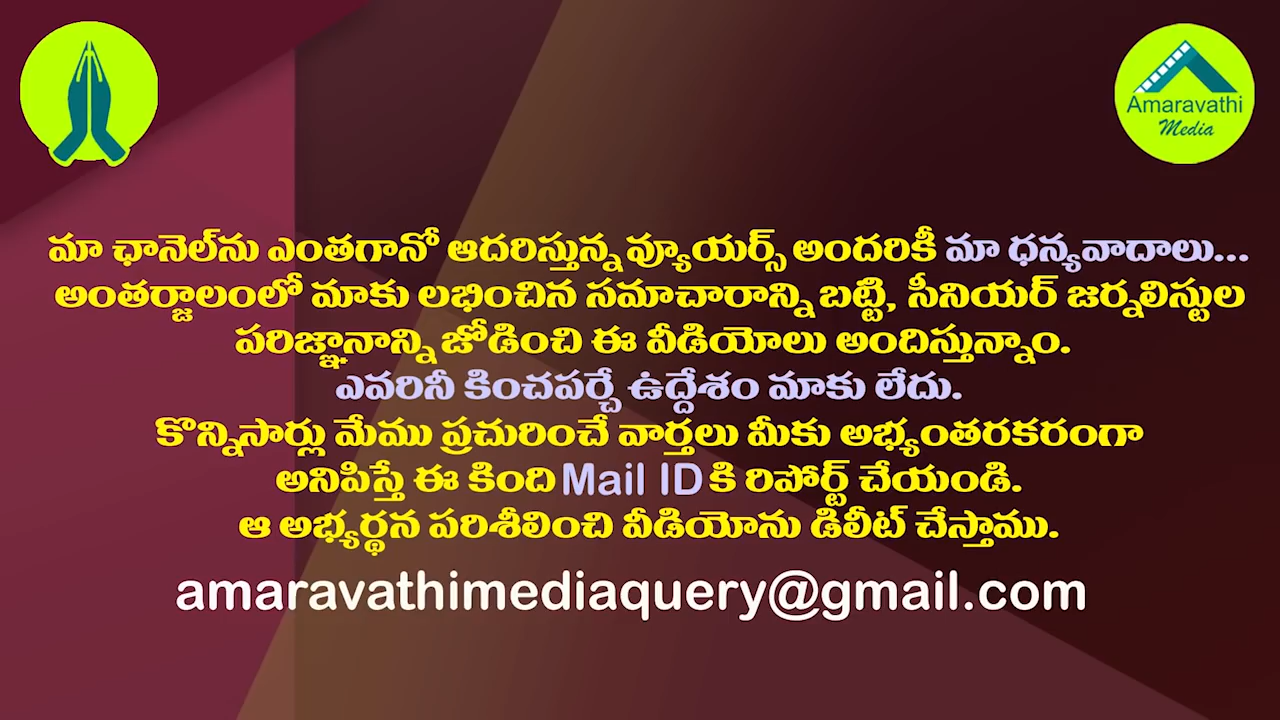 Amaravathi
Media
మా ఛానెల్‌ను ఎంతగానో ఆదరిస్తున్న వ్యూయర్స్ అందరికీ మా ధన్యవాదాలు...
అంతర్జాలంలో మాకు లభించిన సమాచారాన్ని బట్టి, సీనియర్ జర్నలిస్టుల
పరిజ్ఞానాన్ని జోడించి ఈ వీడియోలు అందిస్తున్నాం.
ఎవరినీ కించపర్చే ఉద్దేశం మాకు లేదు.
కొన్నిసార్లు మేము ప్రచురించే వార్తలు మీకు అభ్యంతరకరంగా
అనిపిస్తే ఈ కింది Mail ID కి రిపోర్ట్ చేయండి.
ఆ అభ్యర్థన పరిశీలించి వీడియోను డిలీట్ చేస్తాము.
amaravathimediaquery@gmail.com